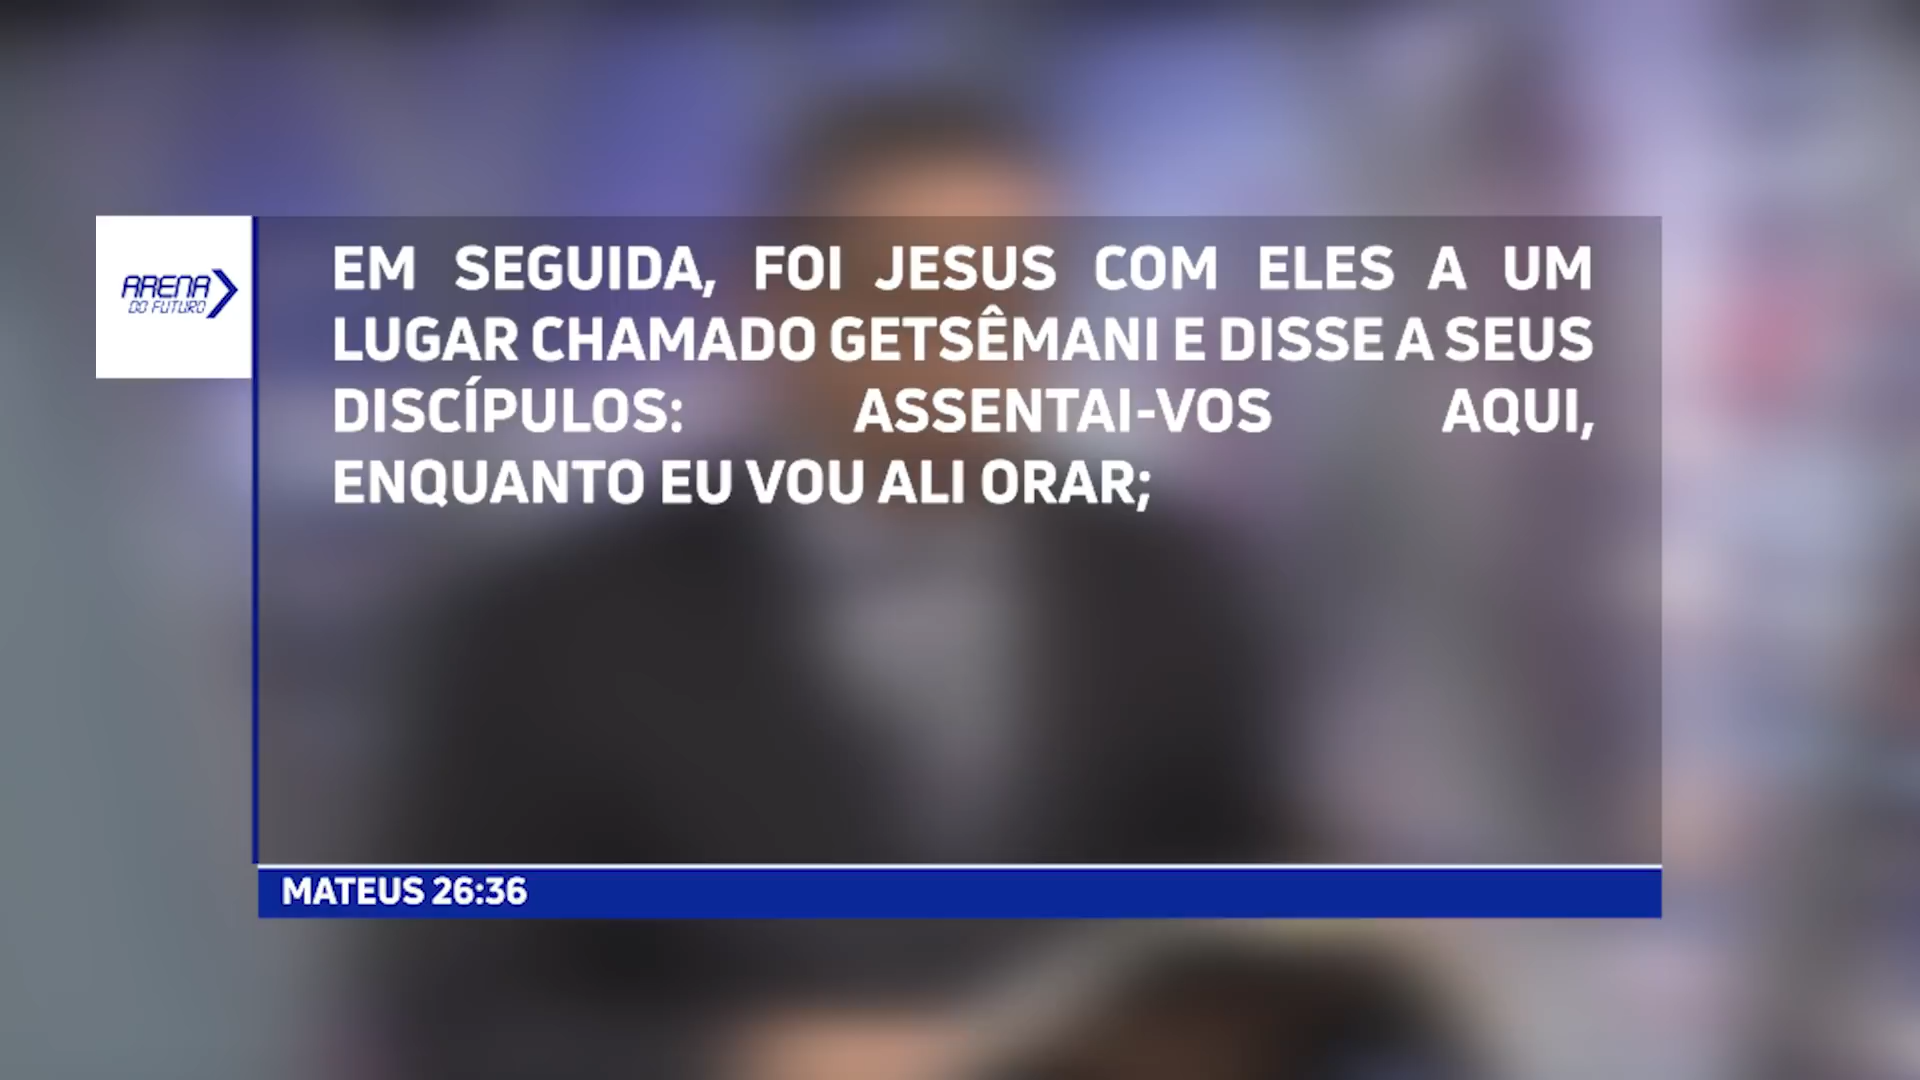 ARENA
DO FUTURO
EM SEGUIDA, FOI JESUS COM ELES A UM
LUGAR CHAMADO GETSÊMANI E DISSE A SEUS
DISCÍPULOS: ASSENTAI-VOS AQUI,
ENQUANTO EU VOU ALI ORAR;
MATEUS 26:36